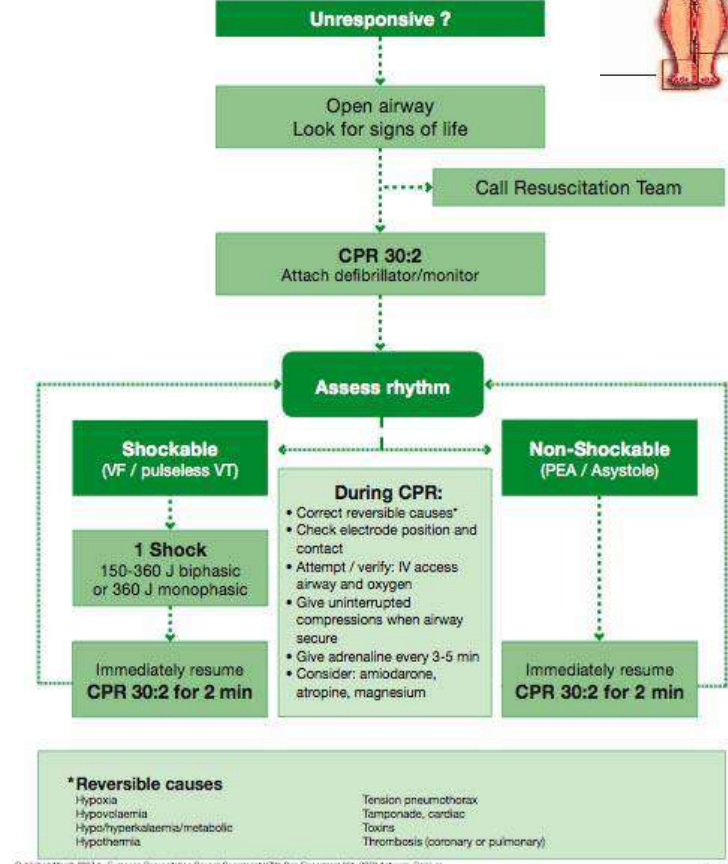 Unresponsive ?
Open airway
Look for signs of life
Call Resuscitation Team
CPR 30:2
Attach defibrillator/monitor
Assess rhythm
Shockable
(VF / pulseless VT)
1 Shock
150-360 J biphasic
or 360 J monophasic
Immediately resume
CPR 30:2 for 2 min
During CPR:
• Correct reversible causes*
• Check electrode position and
contact
• Attempt / verify: IV access
airway and oxygen
• Give uninterrupted
compressions when airway
secure
• Give adrenaline every 3-5 min
• Consider: amiodarone,
atropine, magnesium
Non-Shockable
(PEA / Asystole)
Immediately resume
CPR 30:2 for 2 min
*Reversible causes
Hypoxia
Hypovolaemia
Hypo/hyperkalaemia/metabolic
Hypothermia
Tension pneumothorax
Tamponade, cardiac
Toxins
Thrombosis (coronary or pulmonary)